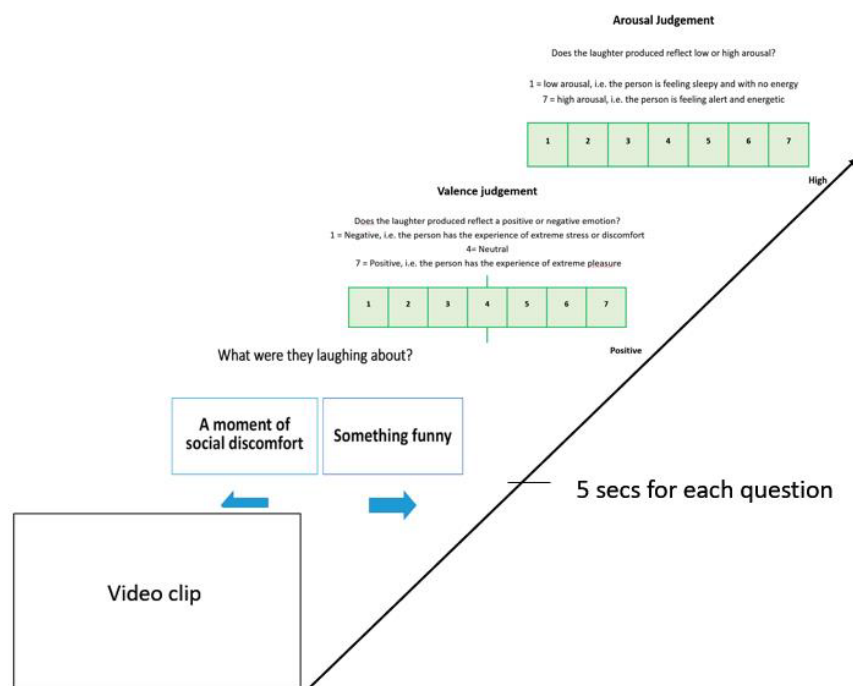 Arousal Judgement
Does the laughter produced reflect low or high arousal?
1 = low arousal, i.e. the person is feeling sleepy and with no energy
7 = high arousal, i.e. the person is feeling alert and energetic
1 2 3 4 5 6 7
High
Valence judgement
Does the laughter produced reflect a positive or negative emotion?
1 = Negative, i.e. the person has the experience of extreme stress or discomfort
4= Neutral
7 = Positive, i.e. the person has the experience of extreme pleasure
1 2 3 4 5 6 7
Positive
What were they laughing about?
A moment of
social discomfort
Something funny
5 secs for each question
Video clip